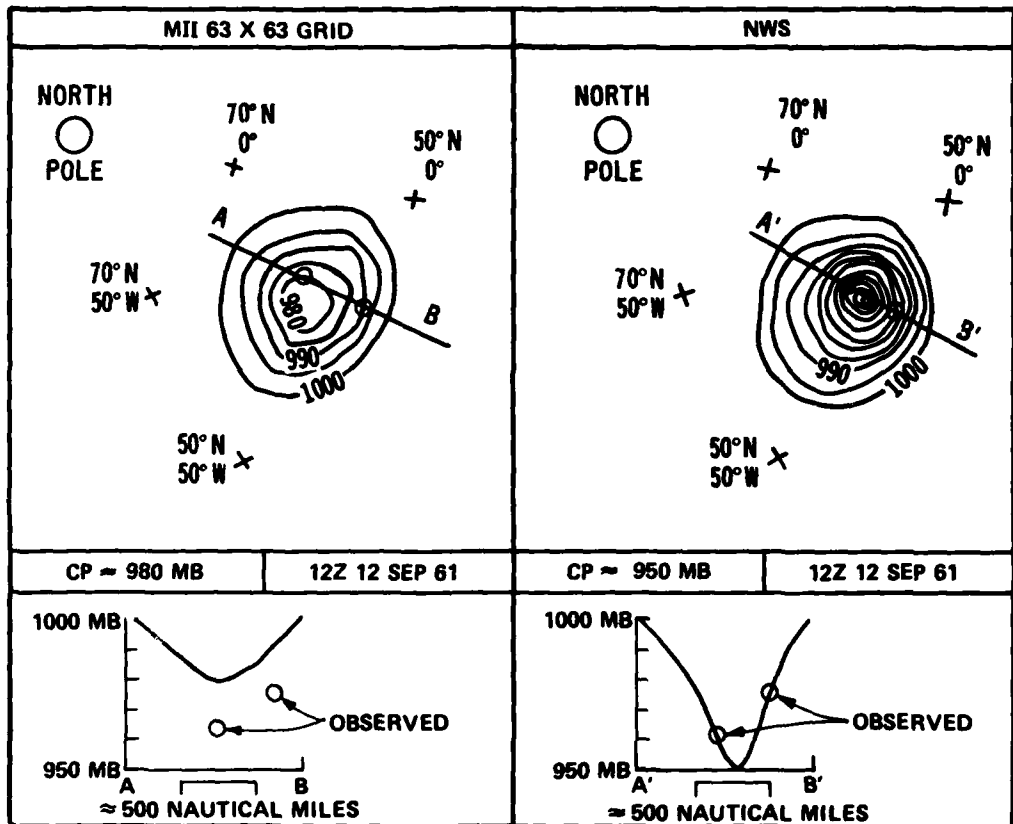 MII 63 X 63 GRID
NWS
NORTH
POLE
70° N
0°
50° N
0°
A
70° N
50° W
B
980
990
1000
50° N
50° W
NORTH
POLE
70° N
0°
50° N
0°
A'
70° N
50° W
B'
990
1000
50° N
50° W
CP ≈ 980 MB
12Z 12 SEP 61
CP ≈ 950 MB
12Z 12 SEP 61
1000 MB
OBSERVED
950 MB
A
B
≈ 500 NAUTICAL MILES
1000 MB
OBSERVED
950 MB
A'
B'
≈ 500 NAUTICAL MILES